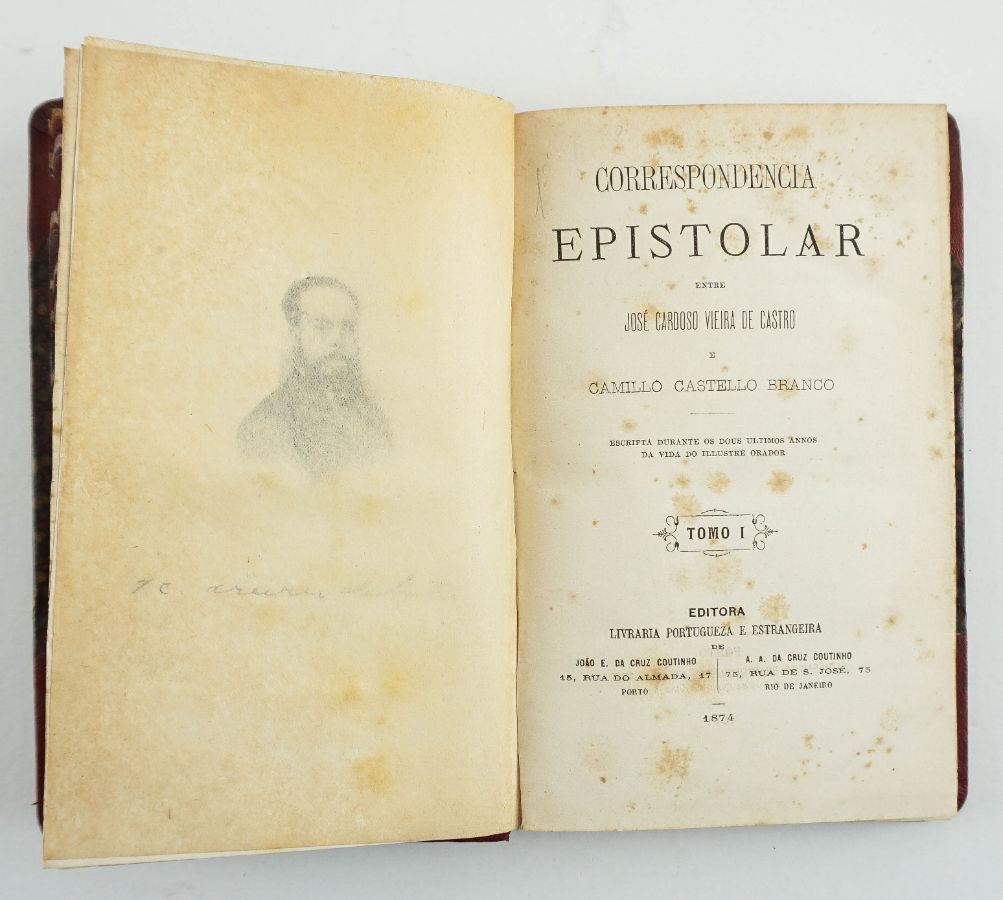 CORRESPONDENCIA
EPISTOLAR
ENTRE
JOSÉ CARDOSO VIEIRA DE CASTRO
E
CAMILLO CASTELLO BRANCO
ESCRIPTA DURANTE OS DOUS ULTIMOS ANNOS
DA VIDA DO ILLUSTRE ORADOR
TOMO I
EDITORA
LIVRARIA PORTUGUEZA E ESTRANGEIRA
DE
JOÃO E. DA CRUZ COUTINHO
15, RUA DO ALMADA, 17
PORTO
A. A. DA CRUZ COUTINHO
75, RUA DE S. JOSÉ, 75
RIO DE JANEIRO
1874